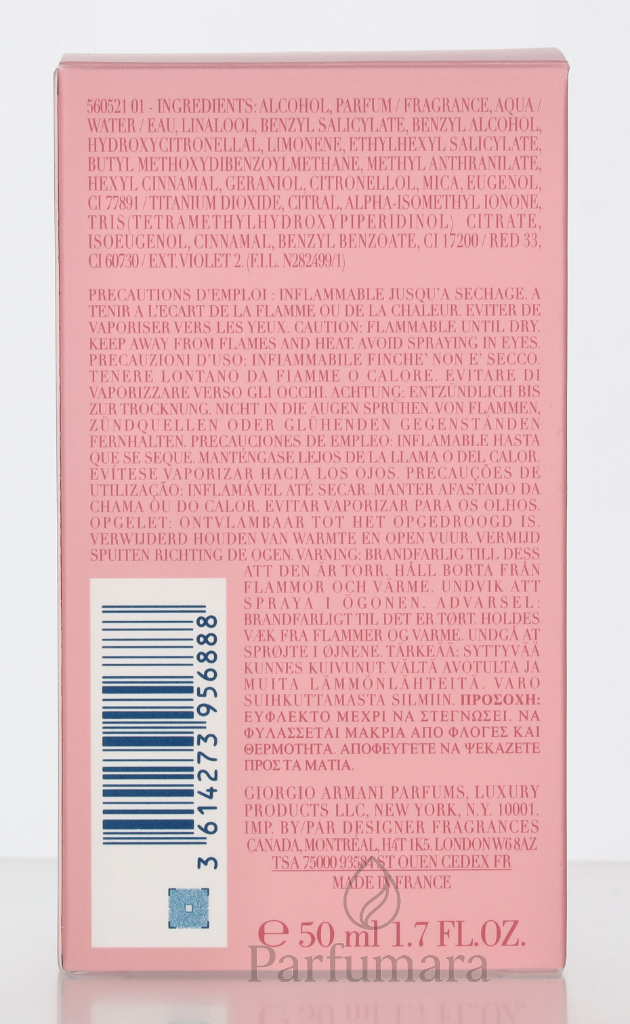 560521 01 - INGREDIENTS: ALCOHOL, PARFUM / FRAGRANCE, AQUA /
WATER / EAU, LINALOOL, BENZYL SALICYLATE, BENZYL ALCOHOL,
HYDROXYCITRONELLAL, LIMONENE, ETHYLHEXYL SALICYLATE,
BUTYL METHOXYDIBENZOYLMETHANE, METHYL ANTHRANILATE,
HEXYL CINNAMAL, GERANIOL, CITRONELLOL, MICA, EUGENOL,
CI 77891 / TITANIUM DIOXIDE, CITRAL, ALPHA-ISOMETHYL IONONE,
TRIS(TETRAMETHYLHYDROXYPIPERIDINOL) CITRATE,
ISOEUGENOL, CINNAMAL, BENZYL BENZOATE, CI 17200 / RED 33,
CI 60730 / EXT. VIOLET 2. (F.I.L. N282499/1)
PRECAUTIONS D'EMPLOI : INFLAMMABLE JUSQU'A SECHAGE. A
TENIR A L'ECART DE LA FLAMME OU DE LA CHALEUR. EVITER DE
VAPORISER VERS LES YEUX. CAUTION: FLAMMABLE UNTIL DRY.
KEEP AWAY FROM FLAMES AND HEAT. AVOID SPRAYING IN EYES.
PRECAUZIONI D'USO: INFIAMMABILE FINCHE' NON E' SECCO.
TENERE LONTANO DA FIAMME O CALORE. EVITARE DI
VAPORIZZARE VERSO GLI OCCHI. ACHTUNG: ENTZÜNDLICH BIS
ZUR TROCKNUNG. NICHT IN DIE AUGEN SPRÜHEN. VON FLAMMEN,
ZÜNDQUELLEN ODER GLÜHENDEN GEGENSTÄNDEN
FERNHALTEN. PRECAUCIONES DE EMPLEO: INFLAMABLE HASTA
QUE SE SEQUE. MANTÉNGASE LEJOS DE LA LLAMA O DEL CALOR.
EVÍTESE VAPORIZAR HACIA LOS OJOS. PRECAUÇÕES DE
UTILIZAÇÃO: INFLAMÁVEL ATÉ SECAR. MANTER AFASTADO DA
CHAMA OU DO CALOR. EVITAR VAPORIZAR PARA OS OLHOS.
OPGELET: ONTVLAMBAAR TOT HET OPGEDROOGD IS.
VERWIJDERD HOUDEN VAN WARMTE EN OPEN VUUR. VERMIJD
SPUITEN RICHTING DE OGEN. VARNING: BRANDFARLIG TILL DESS
ATT DEN ÄR TORR. HÅLL BORTA FRÅN
FLAMMOR OCH VÄRME. UNDVIK ATT
SPRAYA I ÖGONEN. ADVARSEL:
BRANDFARLIGT TIL DET ER TØRT. HOLDES
VÆK FRA FLAMMER OG VARME. UNDGÅ AT
SPRØJTE I ØJNENE. TÄRKEÄÄ: SYTTYVÄÄ
KUNNES KUIVUNUT. VÄLTÄ AVOTULTA JA
MUITA LÄMMÖNLÄHTEITÄ. VARO
SUIHKUTTAMASTA SILMIIN. ΠΡΟΣΟΧΗ:
ΕΥΦΛΕΚΤΟ ΜΕΧΡΙ ΝΑ ΣΤΕΓΝΩΣΕΙ. ΝΑ
ΦΥΛΑΣΣΕΤΑΙ ΜΑΚΡΙΑ ΑΠΟ ΦΛΟΓΕΣ ΚΑΙ
ΘΕΡΜΟΤΗΤΑ. ΑΠΟΦΕΥΓΕΤΕ ΝΑ ΨΕΚΑΖΕΤΕ
ΠΡΟΣ ΤΑ ΜΑΤΙΑ.
3 614273 956888
GIORGIO ARMANI PARFUMS, LUXURY
PRODUCTS LLC, NEW YORK, N.Y. 10001.
IMP. BY/PAR DESIGNER FRAGRANCES
CANADA, MONTRÉAL, H4T 1K5. LONDON W6 8AZ
TSA 75000 93584 ST OUEN CEDEX FR
MADE IN FRANCE
℮ 50 ml 1.7 FL.OZ.
Parfumara